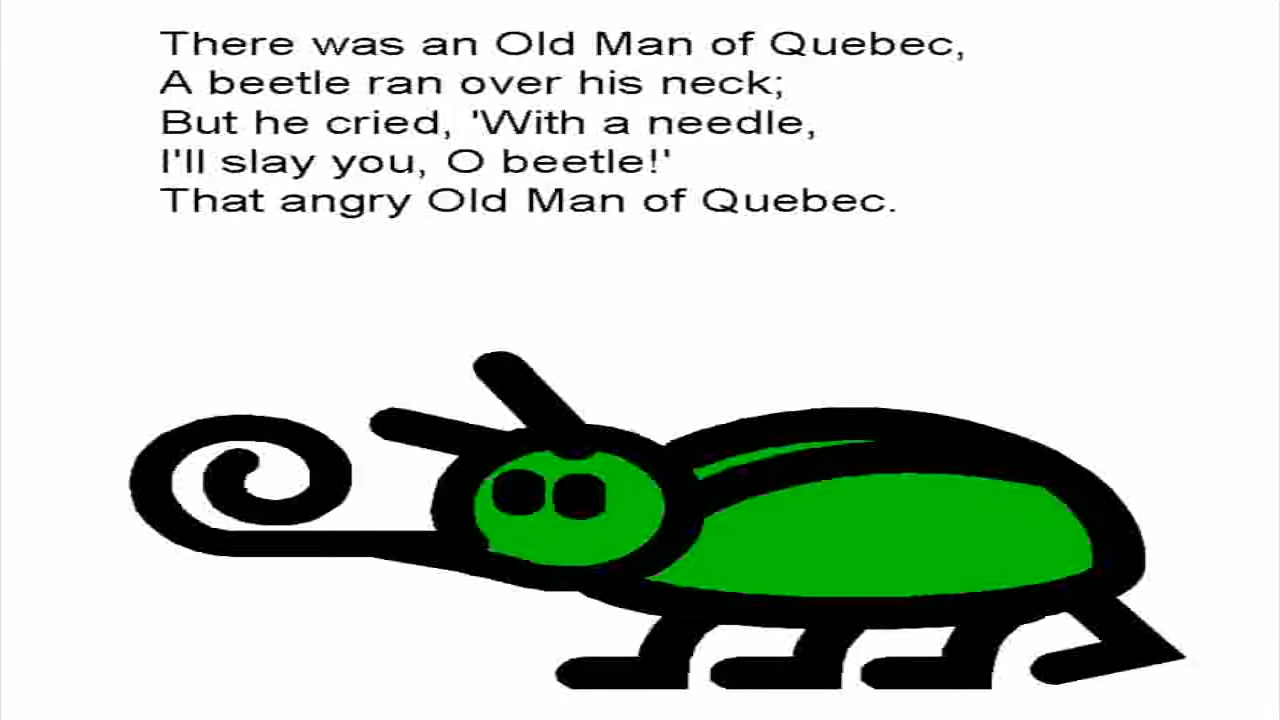 There was an Old Man of Quebec,
A beetle ran over his neck;
But he cried, 'With a needle,
I'll slay you, O beetle!'
That angry Old Man of Quebec.